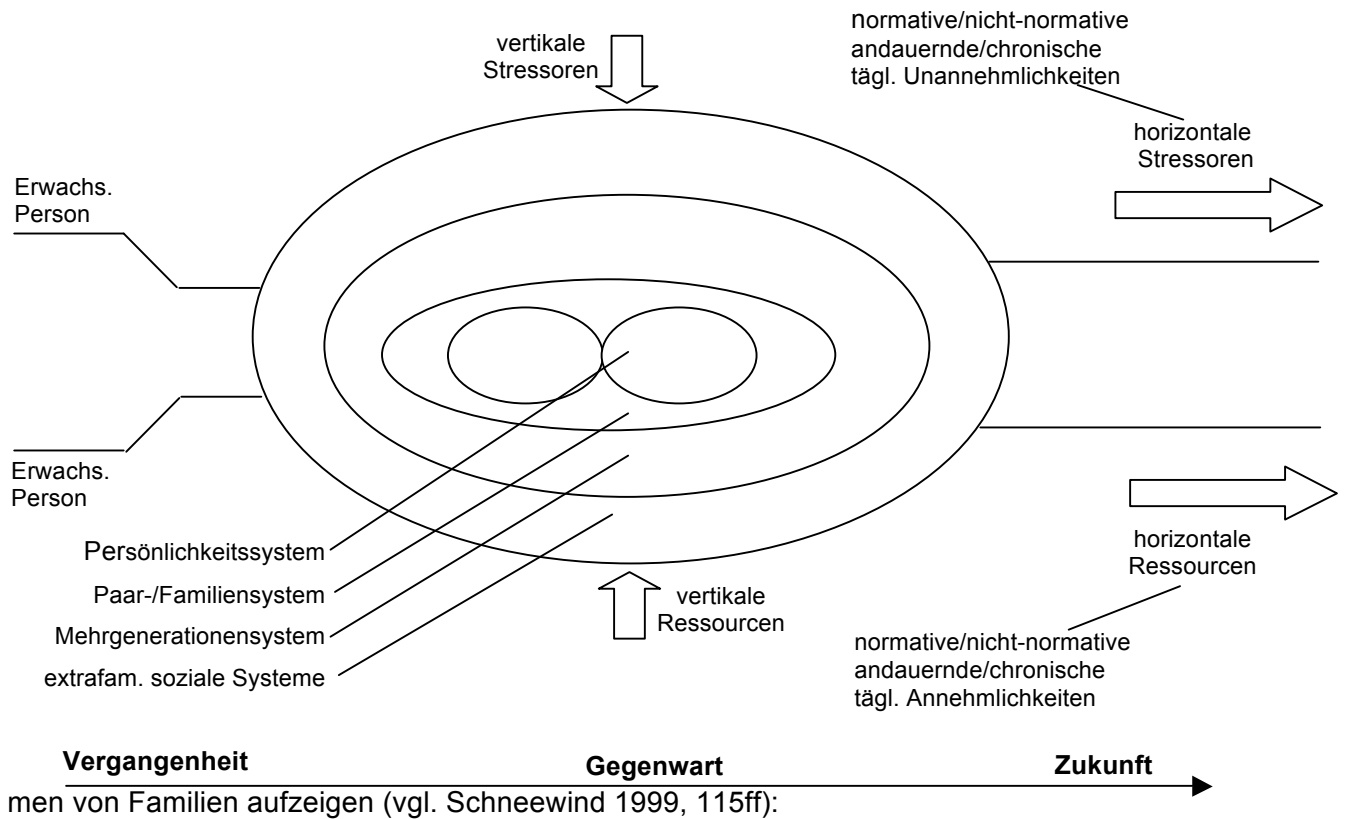 normative/nicht-normative
andauernde/chronische
tägl. Unannehmlichkeiten
vertikale
Stressoren
horizontale
Stressoren
Erwachs.
Person
Erwachs.
Person
Persönlichkeitssystem
Paar-/Familiensystem
Mehrgenerationensystem
extrafam. soziale Systeme
vertikale
Ressourcen
horizontale
Ressourcen
normative/nicht-normative
andauernde/chronische
tägl. Annehmlichkeiten
Vergangenheit Gegenwart Zukunft
men von Familien aufzeigen (vgl. Schneewind 1999, 115ff):